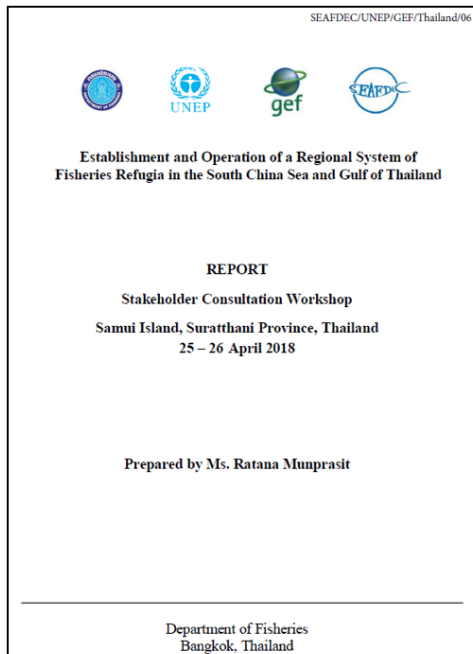 SEAFDEC/UNEP/GEF/Thailand/06
UNEP
gef
SEAFDEC
Establishment and Operation of a Regional System of
Fisheries Refugia in the South China Sea and Gulf of Thailand
REPORT
Stakeholder Consultation Workshop
Samui Island, Suratthani Province, Thailand
25 – 26 April 2018
Prepared by Ms. Ratana Munprasit
Department of Fisheries
Bangkok, Thailand